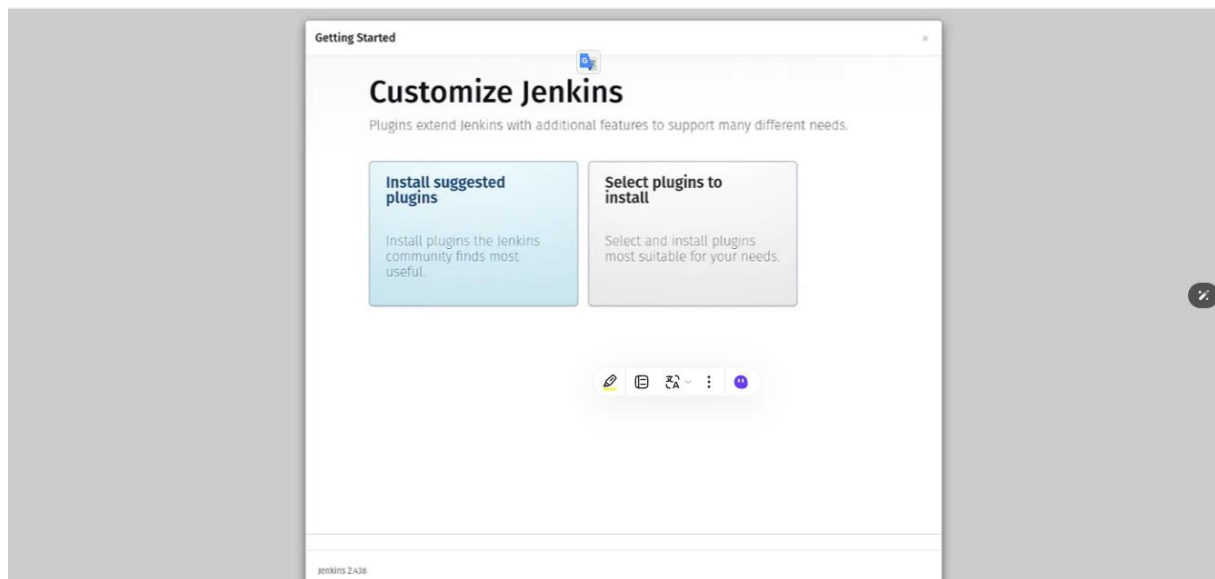 Getting Started
Customize Jenkins
Plugins extend Jenkins with additional features to support many different needs.
Install suggested
plugins
Install plugins the Jenkins
community finds most
useful.
Select plugins to
install
Select and install plugins
most suitable for your needs.
Jenkins 2.438